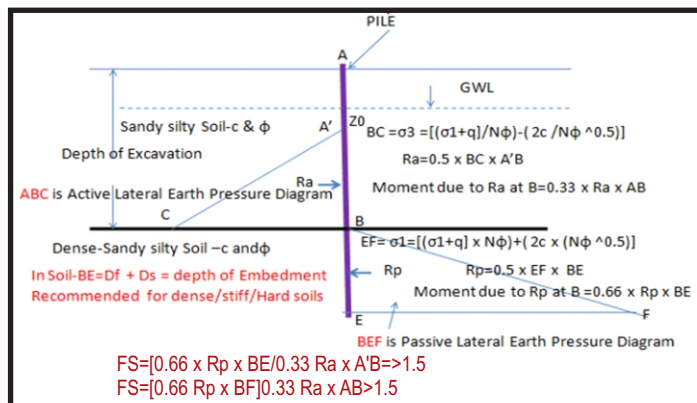 PILE
A
GWL
Sandy silty Soil-c & ϕ
A'
Z0
BC=σ3 =[(σ1+q]/Nϕ)-( 2c /Nϕ ^0.5)]
Depth of Excavation
Ra=0.5 x BC x A'B
Ra
Moment due to Ra at B=0.33 x Ra x AB
ABC is Active Lateral Earth Pressure Diagram
C
B
Dense-Sandy silty Soil –c andϕ
EF= σ1=[(σ1+q] x Nϕ)+( 2c x (Nϕ ^0.5)]
In Soil-BE=Df + Ds = depth of Embedment
Rp
Rp=0.5 x EF x BE
Recommended for dense/stiff/Hard soils
Moment due to Rp at B =0.66 x Rp x BE
E
F
BEF is Passive Lateral Earth Pressure Diagram
FS=[0.66 x Rp x BE/0.33 Ra x A'B=>1.5
FS=[0.66 Rp x BF]0.33 Ra x AB>1.5